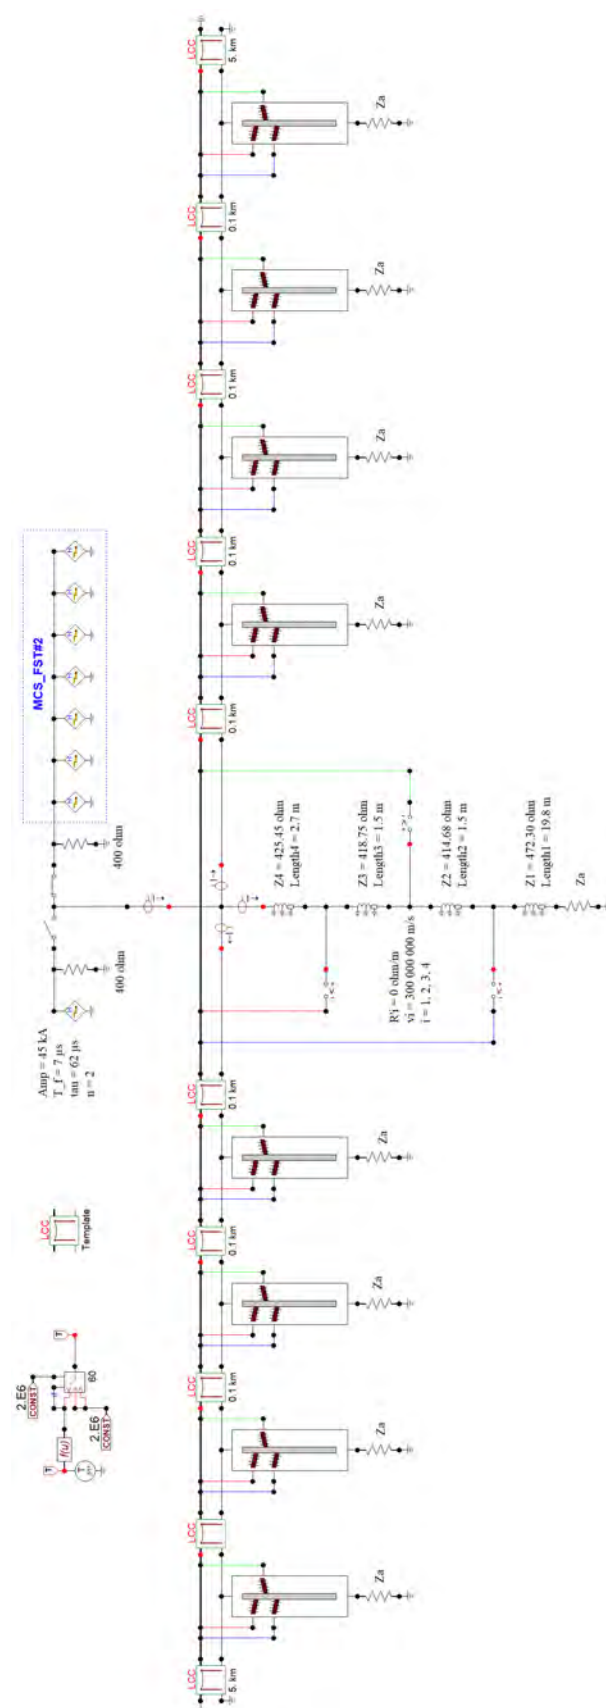 2.E6
CONST
T
f(u)
60
T
2.E6
CONST
T
LCC
Template
Amp = 45 kA
T_f = 7 µs
tau = 62 µs
n = 2
400 ohm
400 ohm
MCS_FST#2
LCC
5. km
LCC
0.1 km
LCC
0.1 km
LCC
0.1 km
LCC
0.1 km
LCC
0.1 km
LCC
0.1 km
LCC
0.1 km
LCC
0.1 km
LCC
5. km
Z4 = 425.45 ohm
Length4 = 2.7 m
Z3 = 418.75 ohm
Length3 = 1.5 m
R'i = 0 ohm/m
vi = 300 000 000 m/s
i = 1, 2, 3, 4
Z2 = 414.68 ohm
Length2 = 1.5 m
Z1 = 472.30 ohm
Length1 = 19.8 m
Za
Za
Za
Za
Za
Za
Za
Za
Za